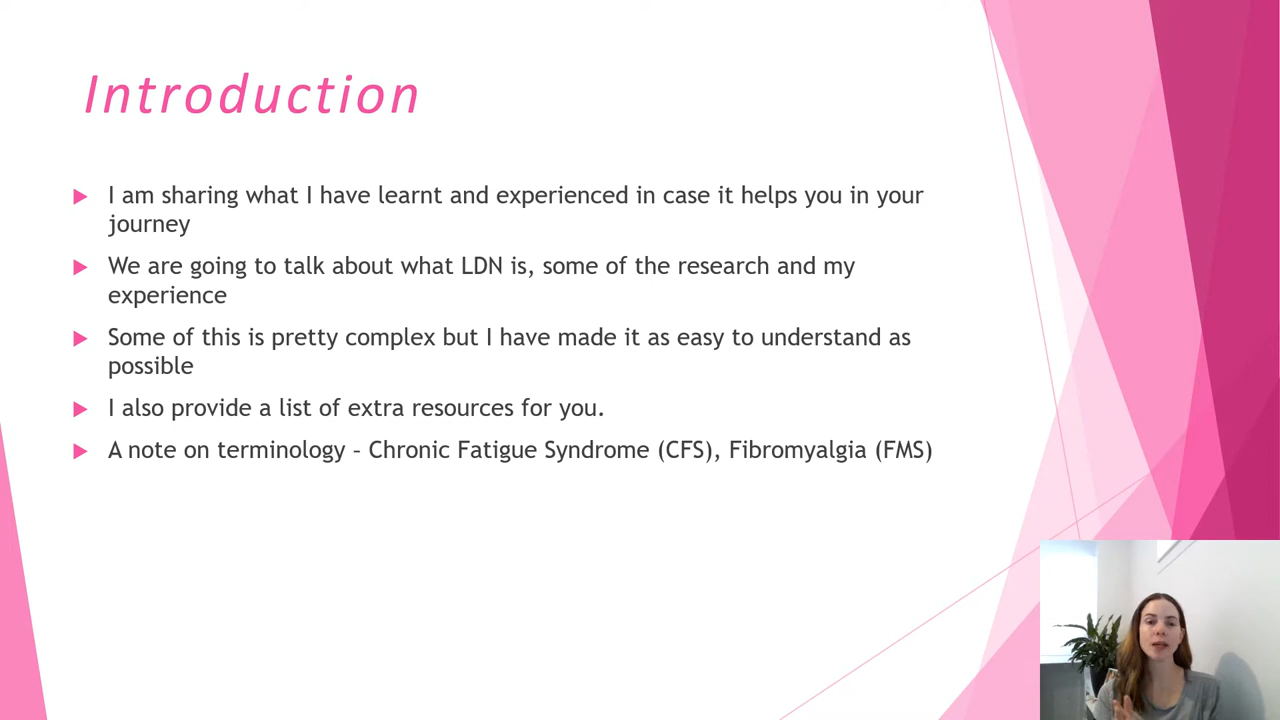 Introduction
I am sharing what I have learnt and experienced in case it helps you in your
journey
We are going to talk about what LDN is, some of the research and my
experience
Some of this is pretty complex but I have made it as easy to understand as
possible
I also provide a list of extra resources for you.
A note on terminology – Chronic Fatigue Syndrome (CFS), Fibromyalgia (FMS)